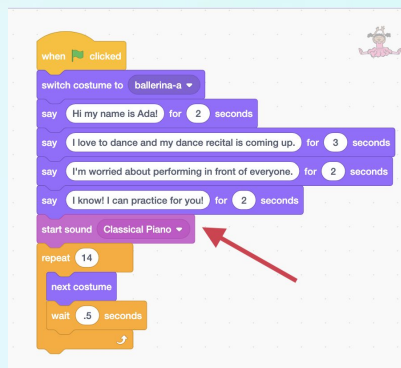 when clicked
switch costume to ballerina-a
say Hi my name is Ada! for 2 seconds
say I love to dance and my dance recital is coming up. for 3 seconds
say I'm worried about performing in front of everyone. for 2 seconds
say I know! I can practice for you! for 2 seconds
start sound Classical Piano
repeat 14
next costume
wait .5 seconds